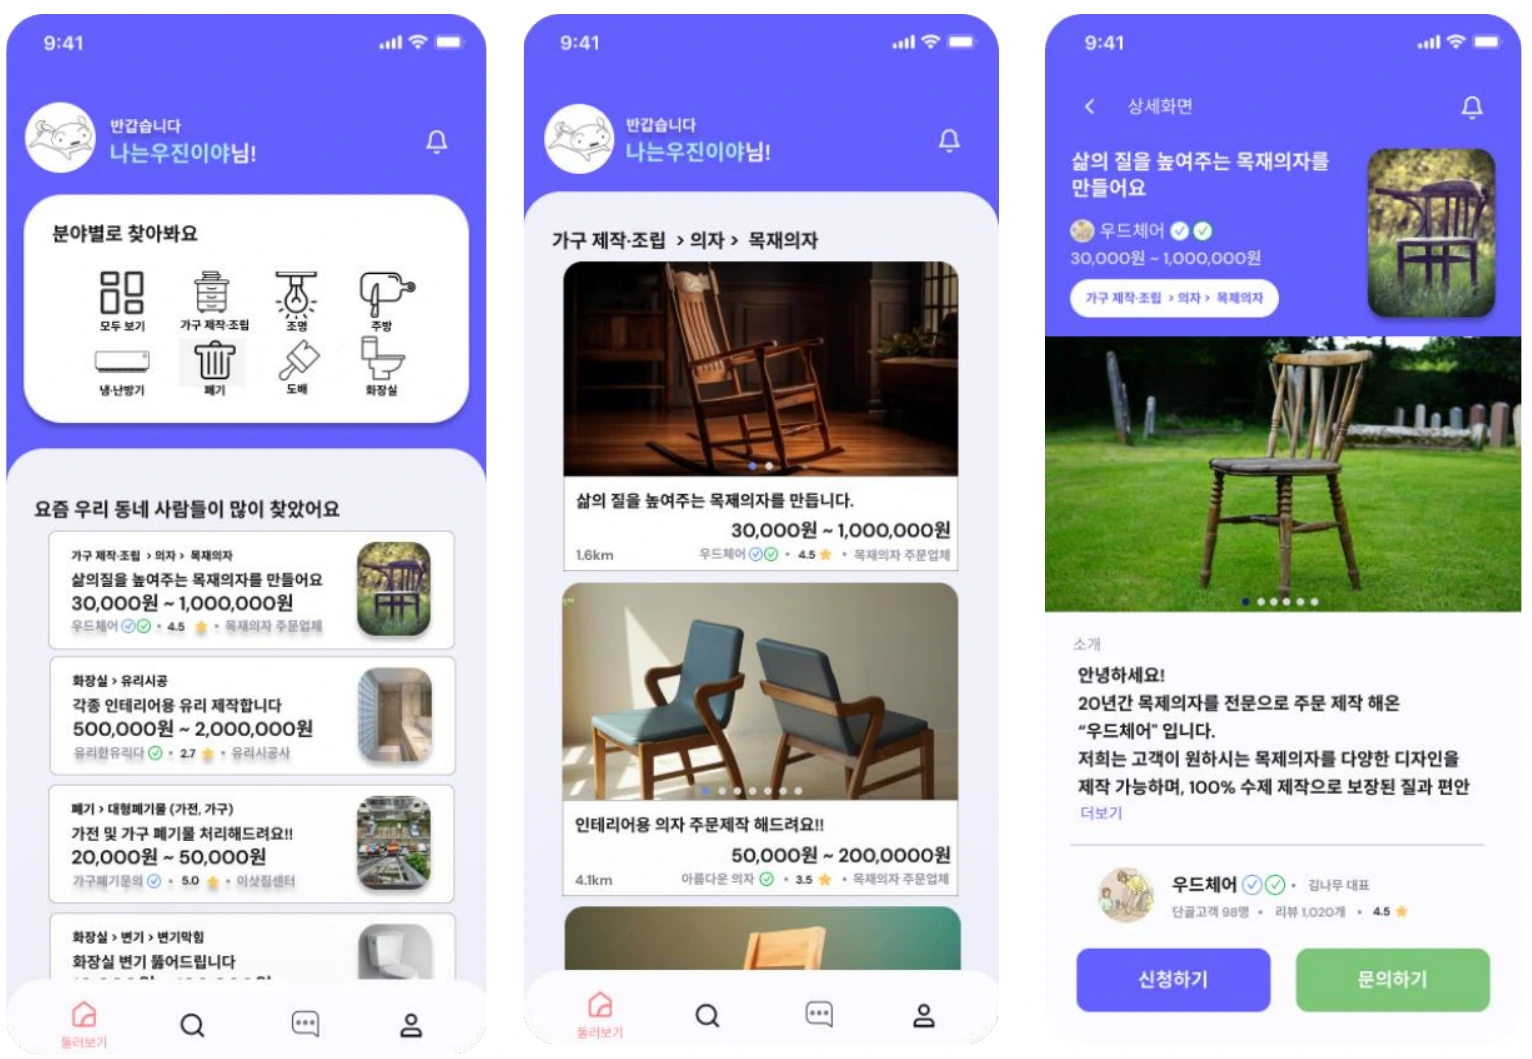 9:41
반갑습니다
나는우진이야님!
분야별로 찾아봐요
모두 보기
가구 제작·조립
조명
주방
냉·난방기
폐기
도배
화장실
요즘 우리 동네 사람들이 많이 찾았어요
가구 제작·조립 > 의자 > 목재의자
삶의질을 높여주는 목재의자를 만들어요
30,000원 ~ 1,000,000원
우드체어 • 4.5 • 목재의자 주문업체
화장실 > 유리시공
각종 인테리어용 유리 제작합니다
500,000원 ~ 2,000,000원
유리한유리다 • 2.7 • 유리시공사
폐기 > 대형폐기물 (가전, 가구)
가전 및 가구 폐기물 처리해드려요!!
20,000원 ~ 50,000원
가구폐기문의 • 5.0 • 이삿짐센터
화장실 > 변기 > 변기막힘
화장실 변기 뚫어드립니다
둘러보기
9:41
반갑습니다
나는우진이야님!
가구 제작·조립 > 의자 > 목재의자
삶의 질을 높여주는 목제의자를 만듭니다.
30,000원 ~ 1,000,000원
1.6km 우드체어 • 4.5 • 목재의자 주문업체
인테리어용 의자 주문제작 해드려요!!
50,000원 ~ 200,0000원
4.1km 아름다운 의자 • 3.5 • 목재의자 주문업체
둘러보기
9:41
상세화면
삶의 질을 높여주는 목재의자를
만들어요
우드체어
30,000원 ~ 1,000,000원
가구 제작·조립 > 의자 > 목재의자
소개
안녕하세요!
20년간 목제의자를 전문으로 주문 제작 해온
“우드체어" 입니다.
저희는 고객이 원하시는 목제의자를 다양한 디자인을
제작 가능하며, 100% 수제 제작으로 보장된 질과 편안
더보기
우드체어 • 김나무 대표
단골고객 98명 • 리뷰 1,020개 • 4.5
신청하기
문의하기